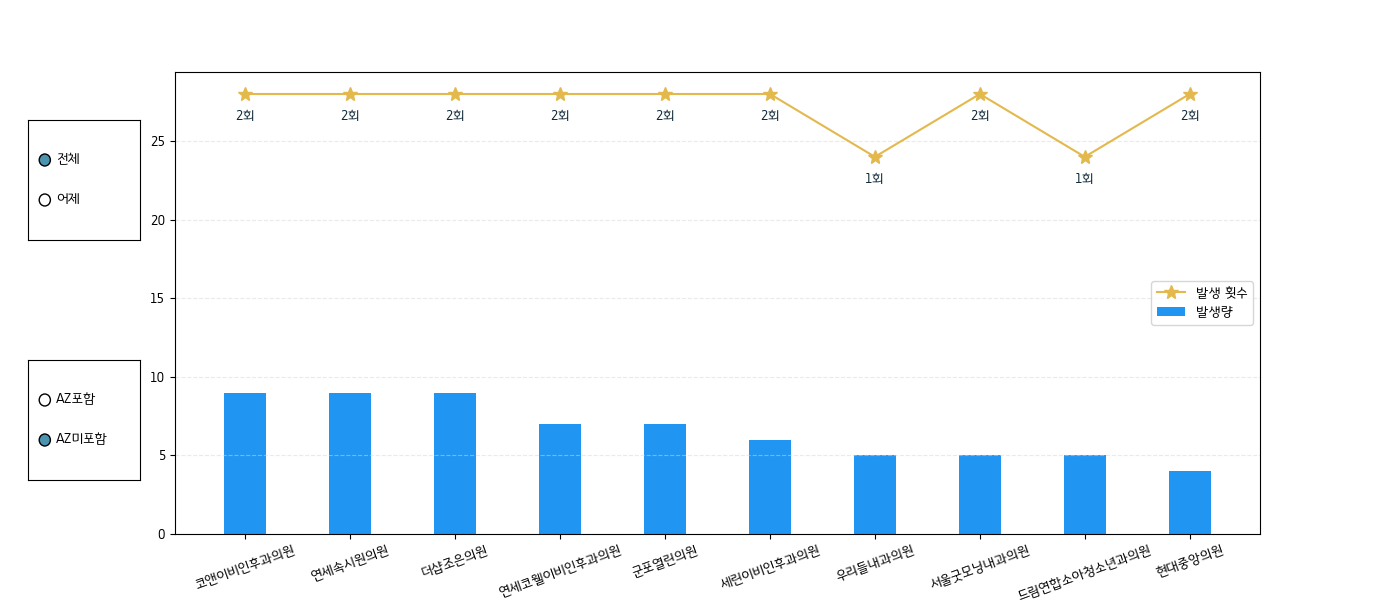 전체
어제
AZ포함
AZ미포함
25
20
15
10
5
0
2회
2회
2회
2회
2회
2회
1회
2회
1회
2회
발생 횟수
발생량
코앤이비인후과의원
연세속시원의원
더샵조은의원
연세코웰이비인후과의원
군포열린의원
세린이비인후과의원
우리들내과의원
서울굿모닝내과의원
드림연합소아청소년과의원
현대중앙의원